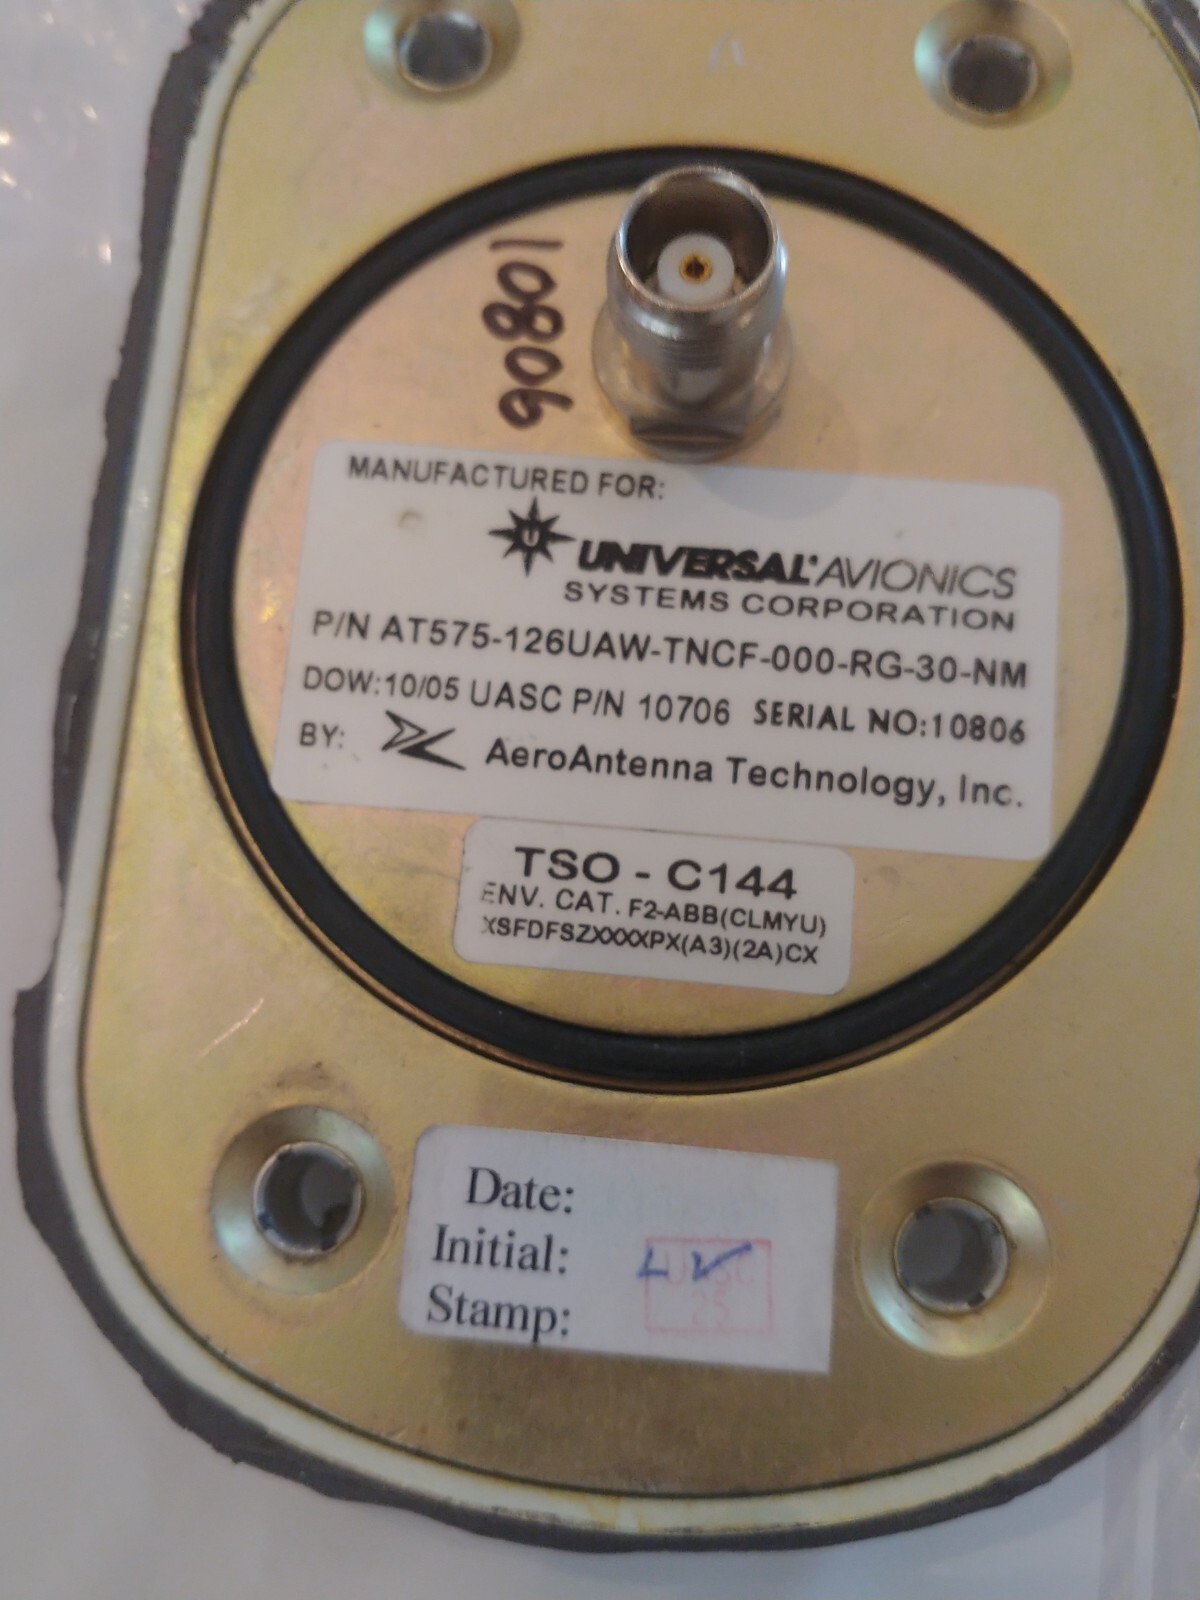 10806
MANUFACTURED FOR:
U
UNIVERSAL® AVIONICS
SYSTEMS CORPORATION
P/N AT575-126UAW-TNCF-000-RG-30-NM
DOW:10/05 UASC P/N 10706 SERIAL NO:10806
BY: AeroAntenna Technology, Inc.
TSO - C144
ENV. CAT. F2-ABB(CLMYU)
XSFDFSZXXXXPX(A3)(2A)CX
Date:
Initial:
Stamp: UASC
25